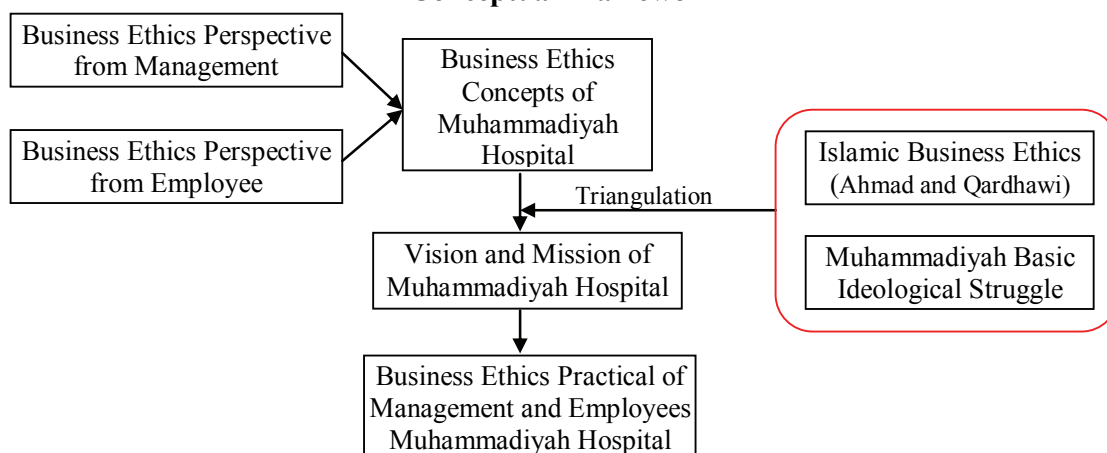 Business Ethics Perspective
from Management
Business Ethics Perspective
from Employee
Business Ethics
Concepts of
Muhammadiyah
Hospital
Triangulation
Islamic Business Ethics
(Ahmad and Qardhawi)
Muhammadiyah Basic
Ideological Struggle
Vision and Mission of
Muhammadiyah Hospital
Business Ethics Practical of
Management and Employees
Muhammadiyah Hospital